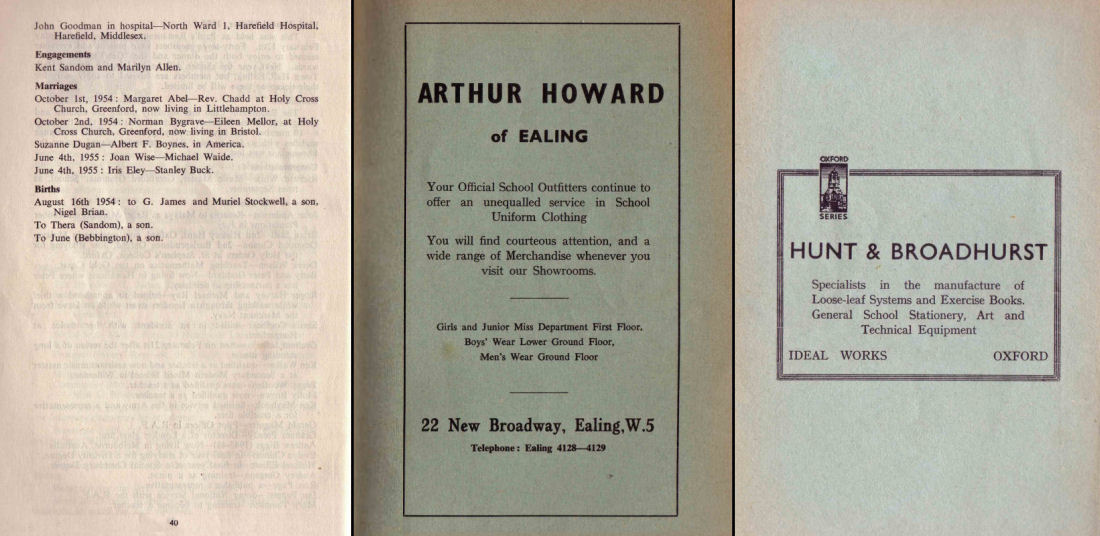 John Goodman in hospital—North Ward 1, Harefield Hospital,
Harefield, Middlesex.
Engagements
Kent Sandom and Marilyn Allen.
Marriages
October 1st, 1954 : Margaret Abel—Rev. Chadd at Holy Cross
Church, Greenford, now living in Littlehampton.
October 2nd, 1954 : Norman Bygrave—Eileen Mellor, at Holy
Cross Church, Greenford, now living in Bristol.
Suzanne Dugan—Albert F. Boynes, in America.
June 4th, 1955 : Joan Wise—Michael Waide.
June 4th, 1955 : Iris Eley—Stanley Buck.
Births
August 16th 1954 : to G. James and Muriel Stockwell, a son,
Nigel Brian.
To Thera (Sandom), a son.
To June (Bebbington), a son.
40
ARTHUR HOWARD
of EALING
Your Official School Outfitters continue to
offer an unequalled service in School
Uniform Clothing
You will find courteous attention, and a
wide range of Merchandise whenever you
visit our Showrooms.
Girls and Junior Miss Department First Floor,
Boys' Wear Lower Ground Floor,
Men's Wear Ground Floor
22 New Broadway, Ealing, W.5
Telephone : Ealing 4128—4129
OXFORD
SERIES
HUNT & BROADHURST
Specialists in the manufacture of
Loose-leaf Systems and Exercise Books.
General School Stationery, Art and
Technical Equipment
IDEAL WORKS OXFORD